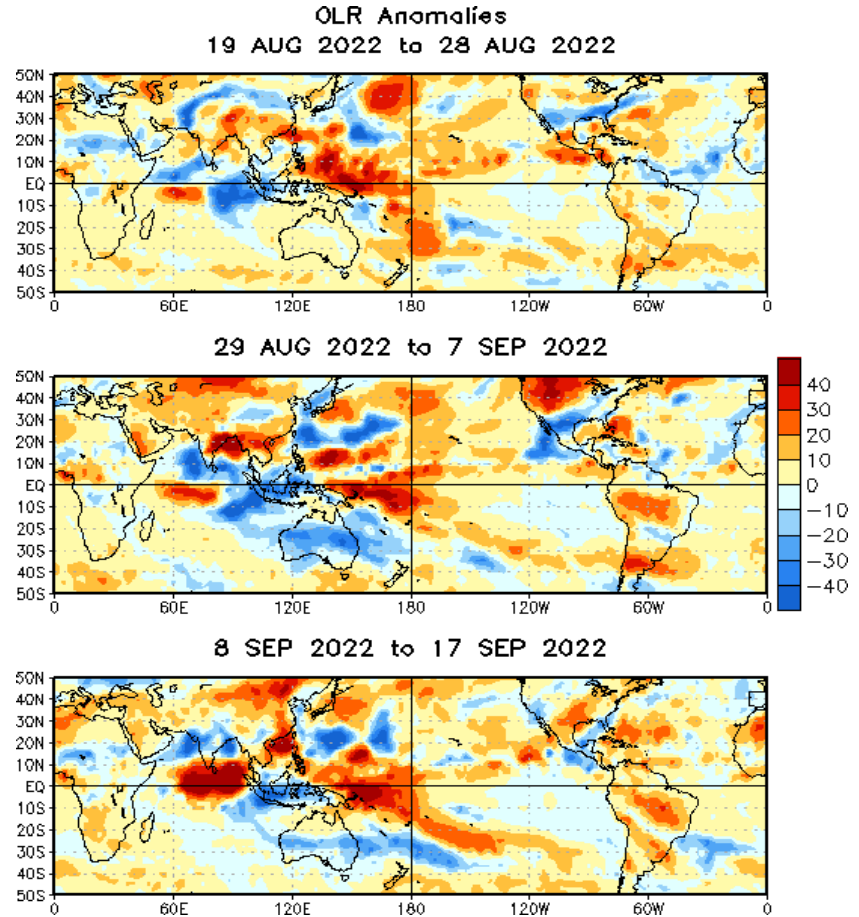 OLR Anomalies
19 AUG 2022 to 28 AUG 2022
50N
40N
30N
20N
10N
EQ
10S
20S
30S
40S
50S
0 60E 120E 180 120W 60W 0
29 AUG 2022 to 7 SEP 2022
50N
40N
30N
20N
10N
EQ
10S
20S
30S
40S
50S
0 60E 120E 180 120W 60W 0
40
30
20
10
0
−10
−20
−30
−40
8 SEP 2022 to 17 SEP 2022
50N
40N
30N
20N
10N
EQ
10S
20S
30S
40S
50S
0 60E 120E 180 120W 60W 0